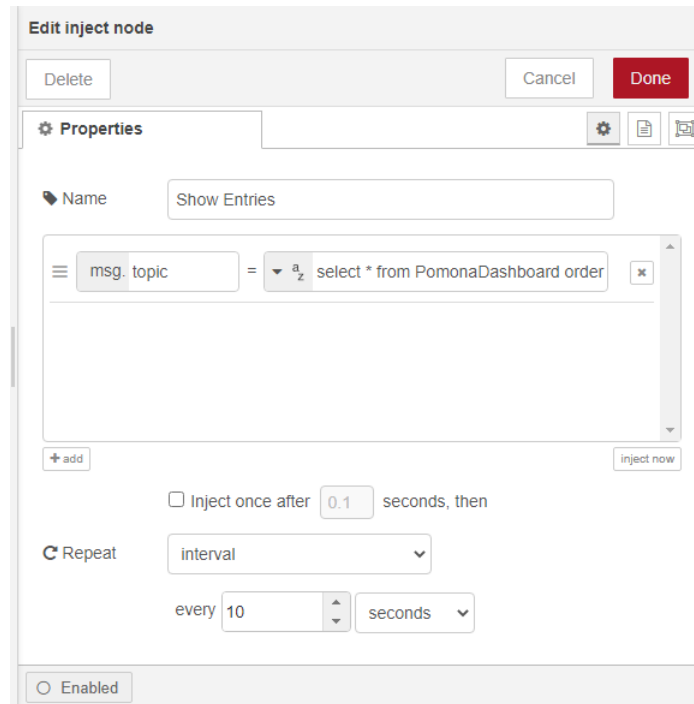 Edit inject node
Delete Cancel Done
Properties
Name Show Entries
msg. topic = az select * from PomonaDashboard order
+ add inject now
Inject once after 0.1 seconds, then
Repeat interval
every 10 seconds
Enabled